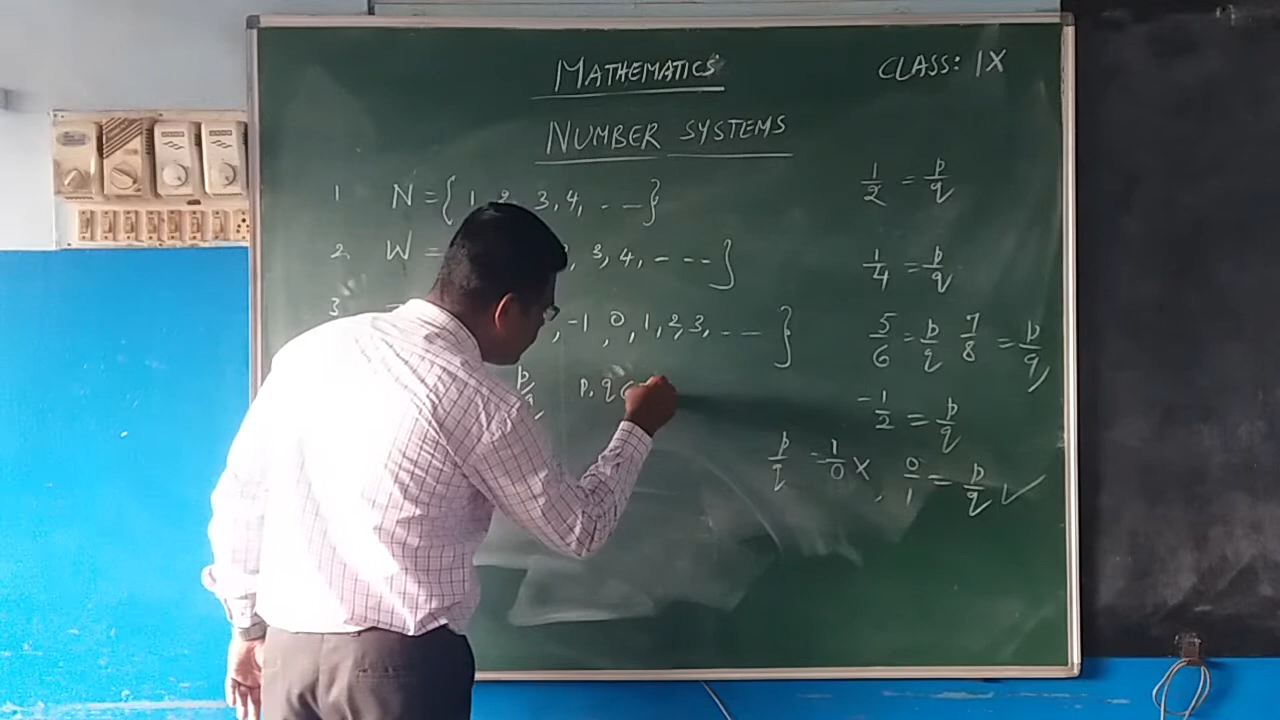 MATHEMATICS
CLASS: IX
NUMBER SYSTEMS
1 N = { 1, 2, 3, 4, . . — }
2. W = , 3, 4, - - - - }
3 , -1, 0, 1, 2, 3, . . — — }
p/q p, q
1/2 = p/q
1/4 = p/q
5/6 = p/q 7/8 = p/q
-1/2 = p/q
p/q = 1/0 X, 0/1 = p/q ✓